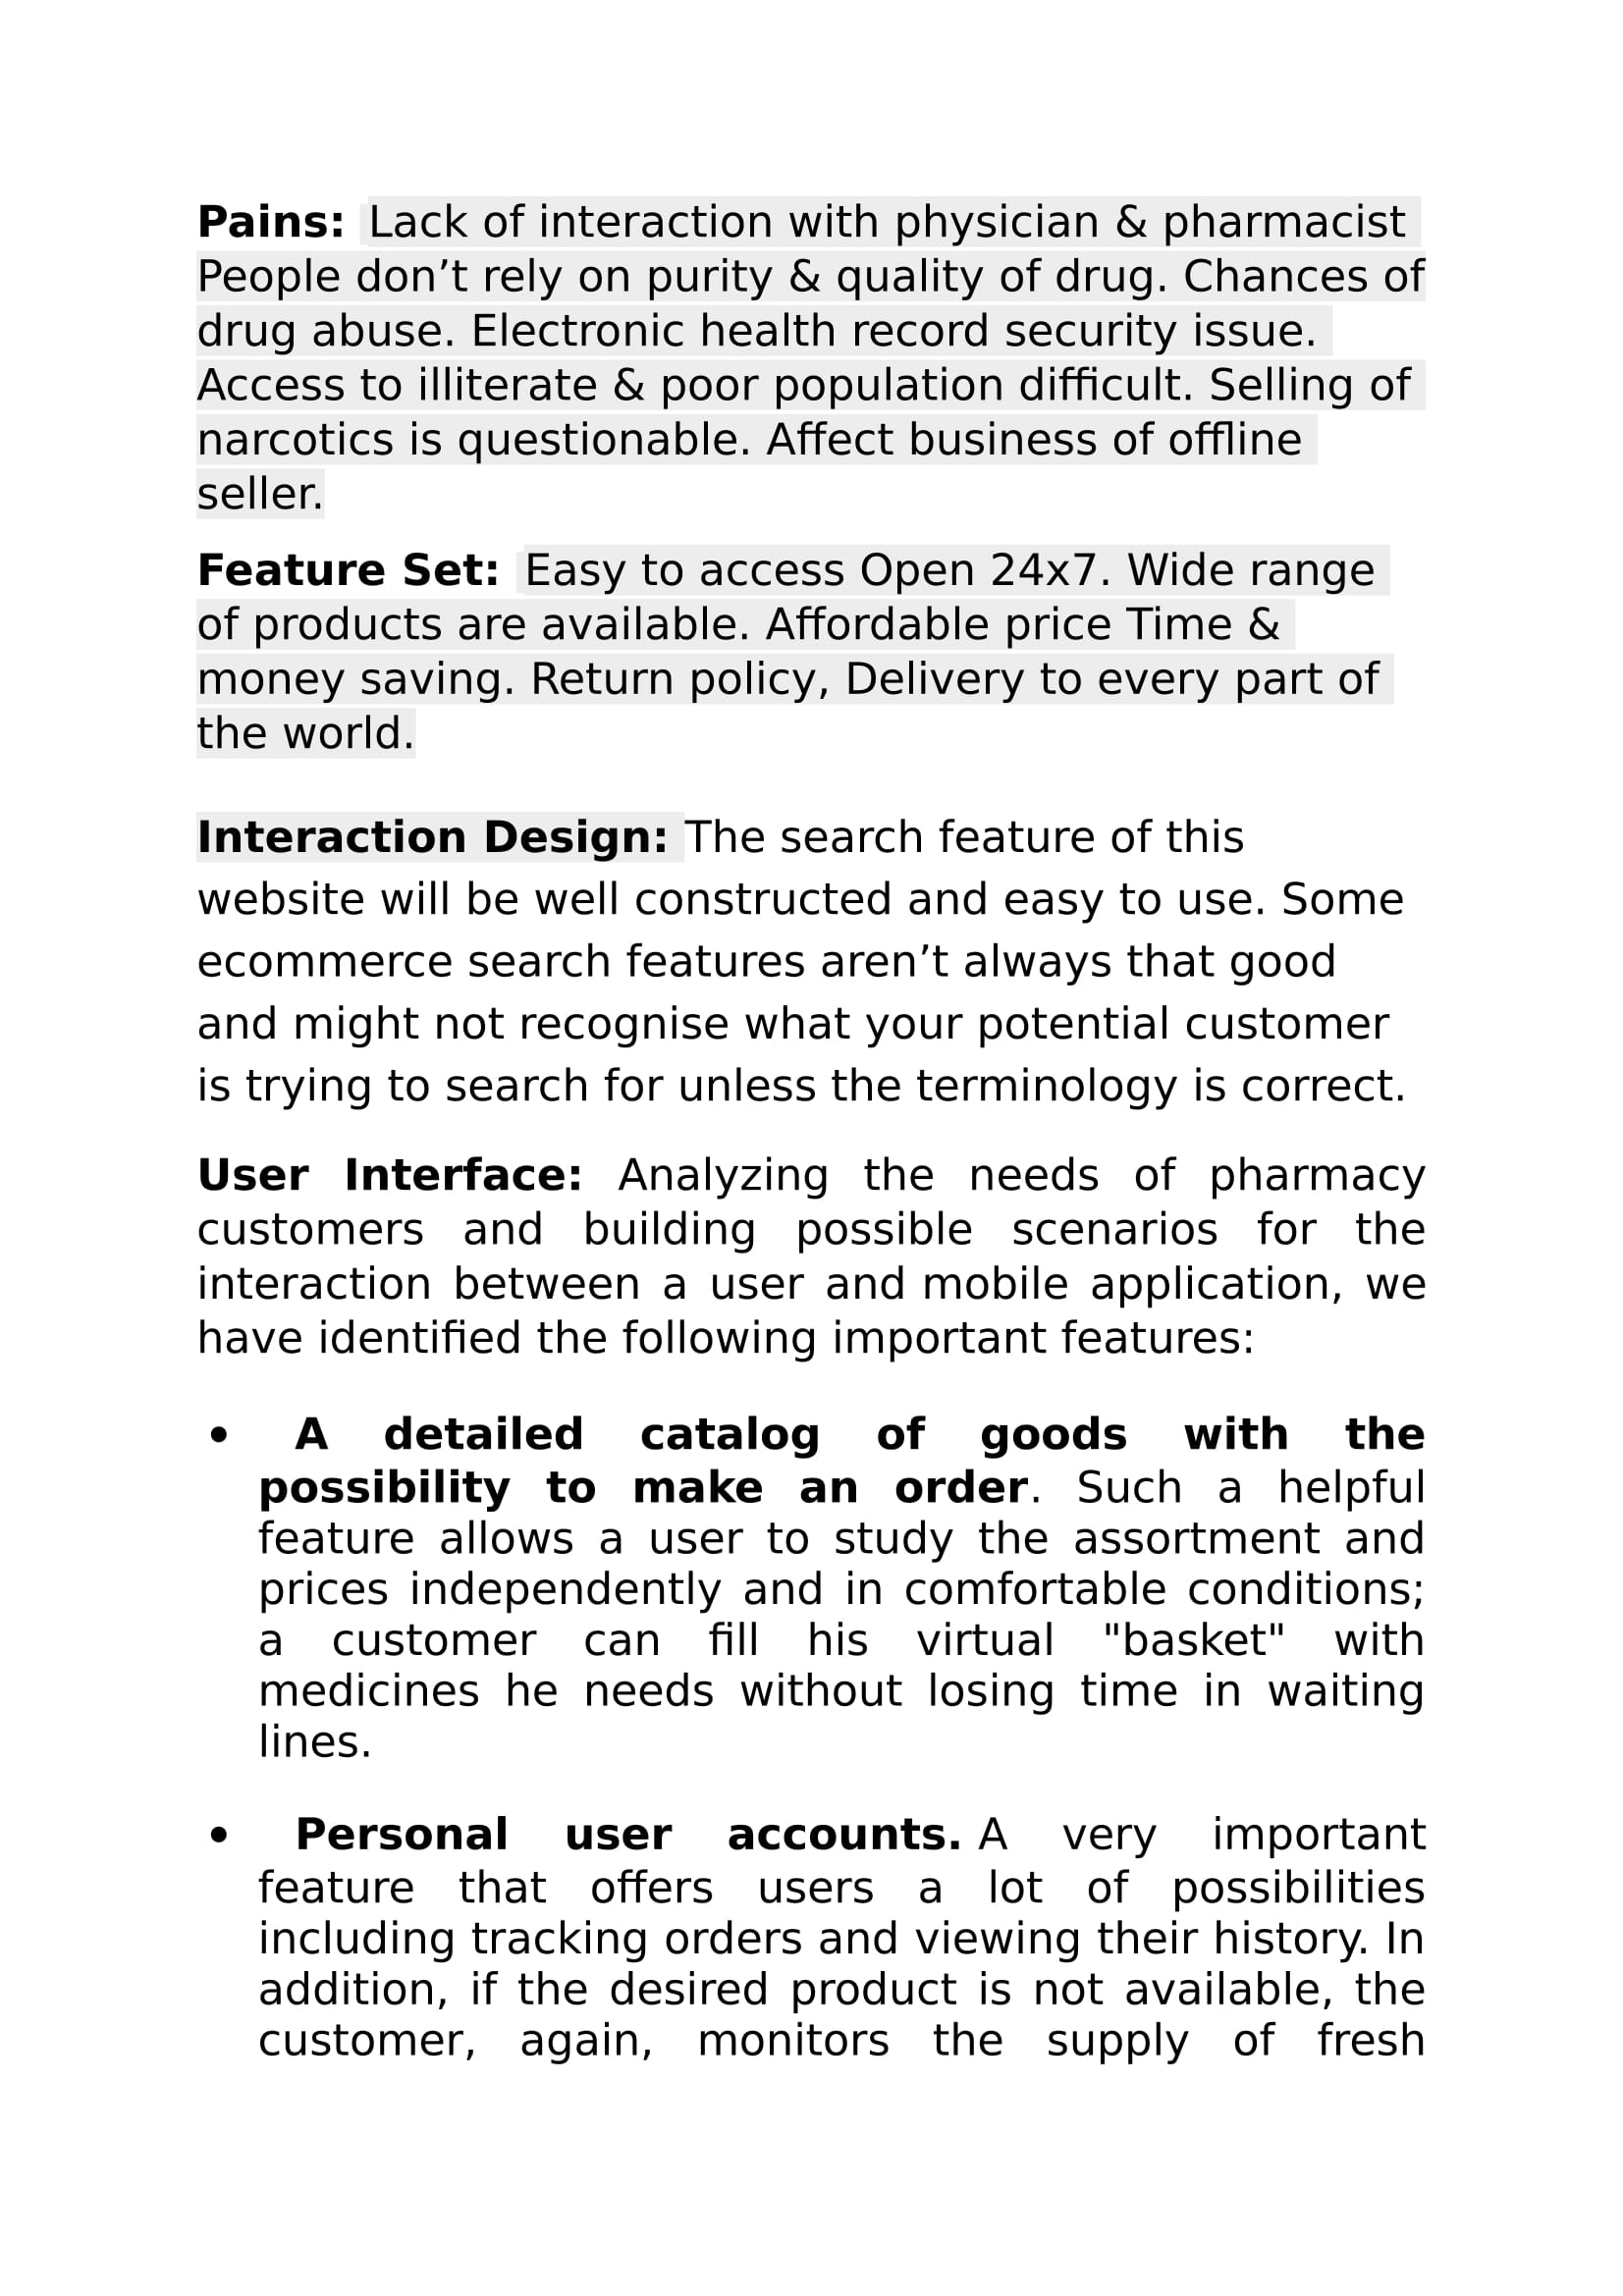 Pains: Lack of interaction with physician & pharmacist
People don’t rely on purity & quality of drug. Chances of
drug abuse. Electronic health record security issue.
Access to illiterate & poor population difficult. Selling of
narcotics is questionable. Affect business of offline
seller.
Feature Set: Easy to access Open 24x7. Wide range
of products are available. Affordable price Time &
money saving. Return policy, Delivery to every part of
the world.
Interaction Design: The search feature of this
website will be well constructed and easy to use. Some
ecommerce search features aren’t always that good
and might not recognise what your potential customer
is trying to search for unless the terminology is correct.
User Interface: Analyzing the needs of pharmacy
customers and building possible scenarios for the
interaction between a user and mobile application, we
have identified the following important features:
• A detailed catalog of goods with the
possibility to make an order. Such a helpful
feature allows a user to study the assortment and
prices independently and in comfortable conditions;
a customer can fill his virtual "basket" with
medicines he needs without losing time in waiting
lines.
• Personal user accounts. A very important
feature that offers users a lot of possibilities
including tracking orders and viewing their history. In
addition, if the desired product is not available, the
customer, again, monitors the supply of fresh